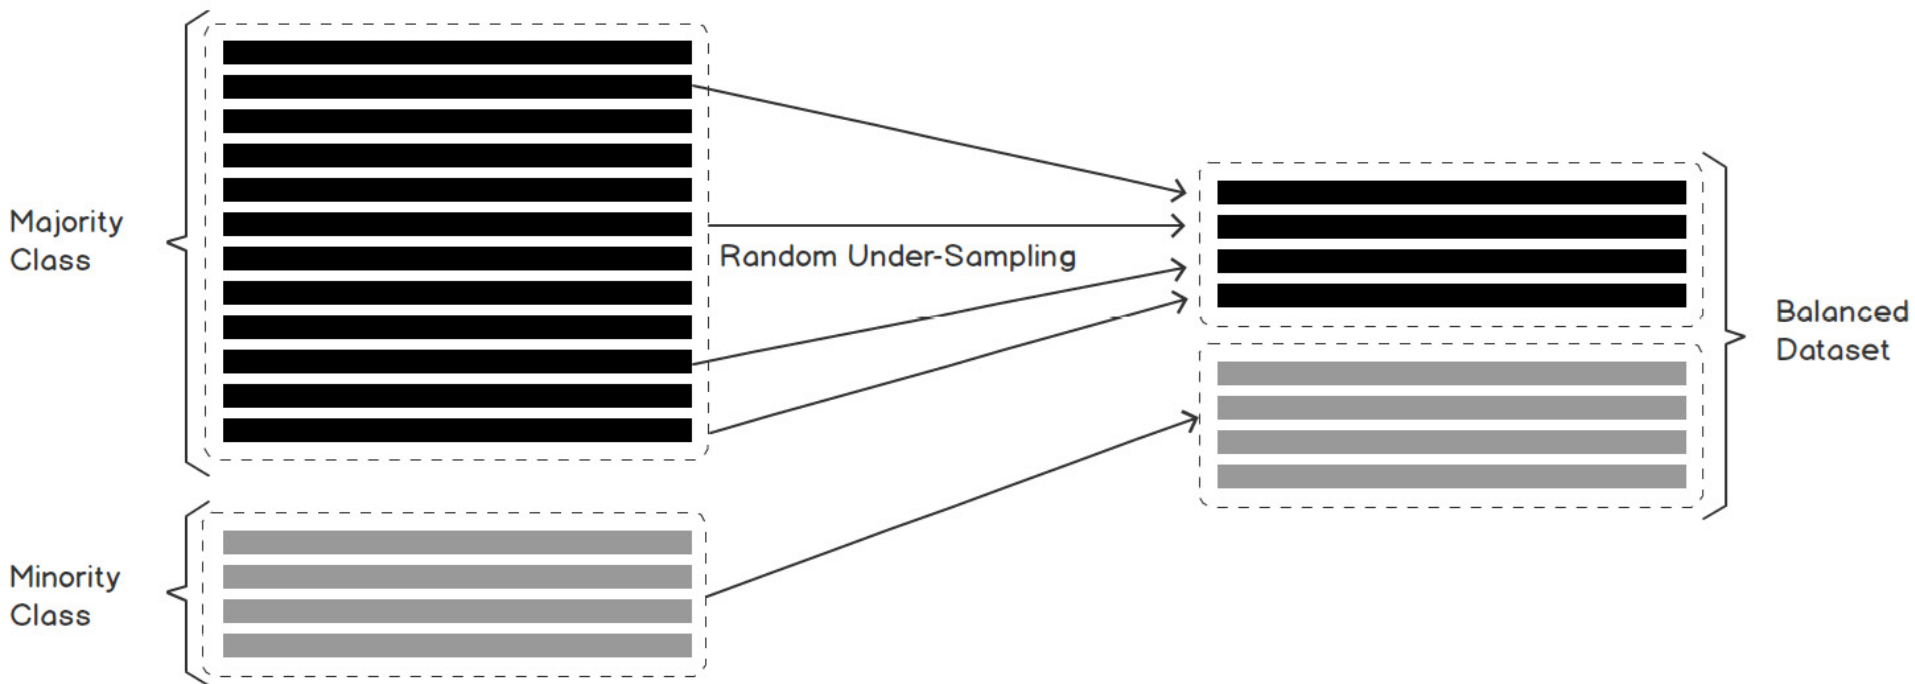 Majority
Class
Random Under-Sampling
Balanced
Dataset
Minority
Class